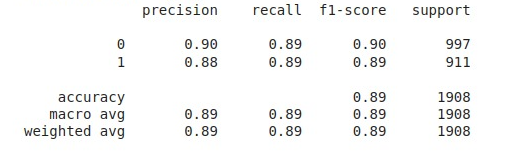 precision recall f1-score support
0 0.90 0.89 0.90 997
1 0.88 0.89 0.89 911
accuracy 0.89 1908
macro avg 0.89 0.89 0.89 1908
weighted avg 0.89 0.89 0.89 1908